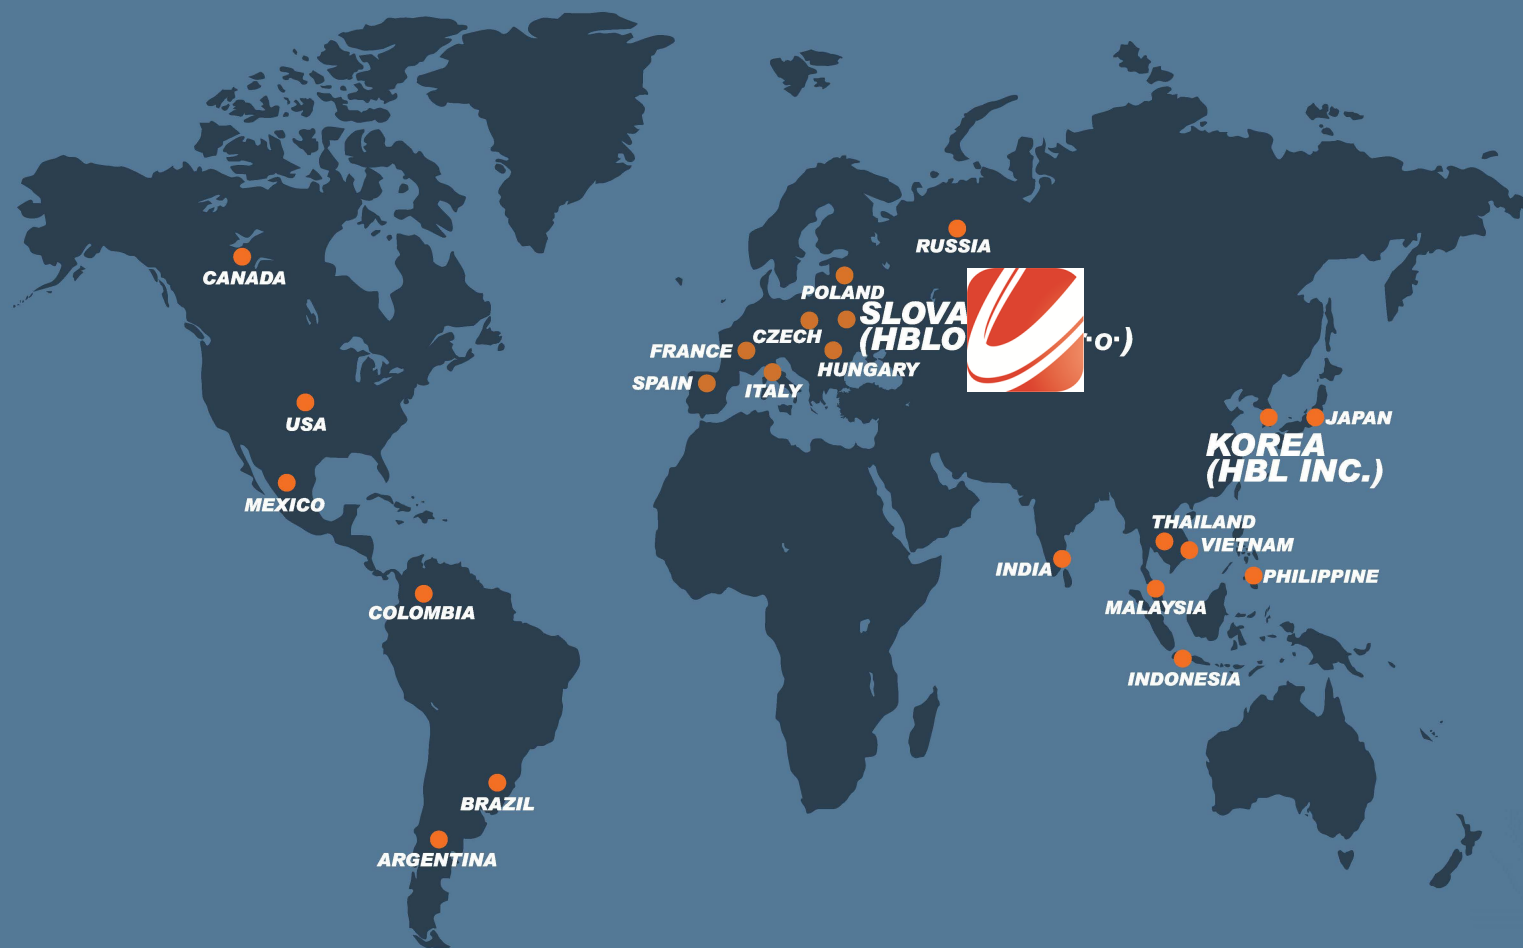 RUSSIA
CANADA
POLAND
SLOVA
(HBLO
·o·)
CZECH
FRANCE
HUNGARY
SPAIN
ITALY
USA
JAPAN
KOREA
(HBL INC.)
MEXICO
THAILAND
VIETNAM
INDIA
PHILIPPINE
MALAYSIA
COLOMBIA
INDONESIA
BRAZIL
ARGENTINA